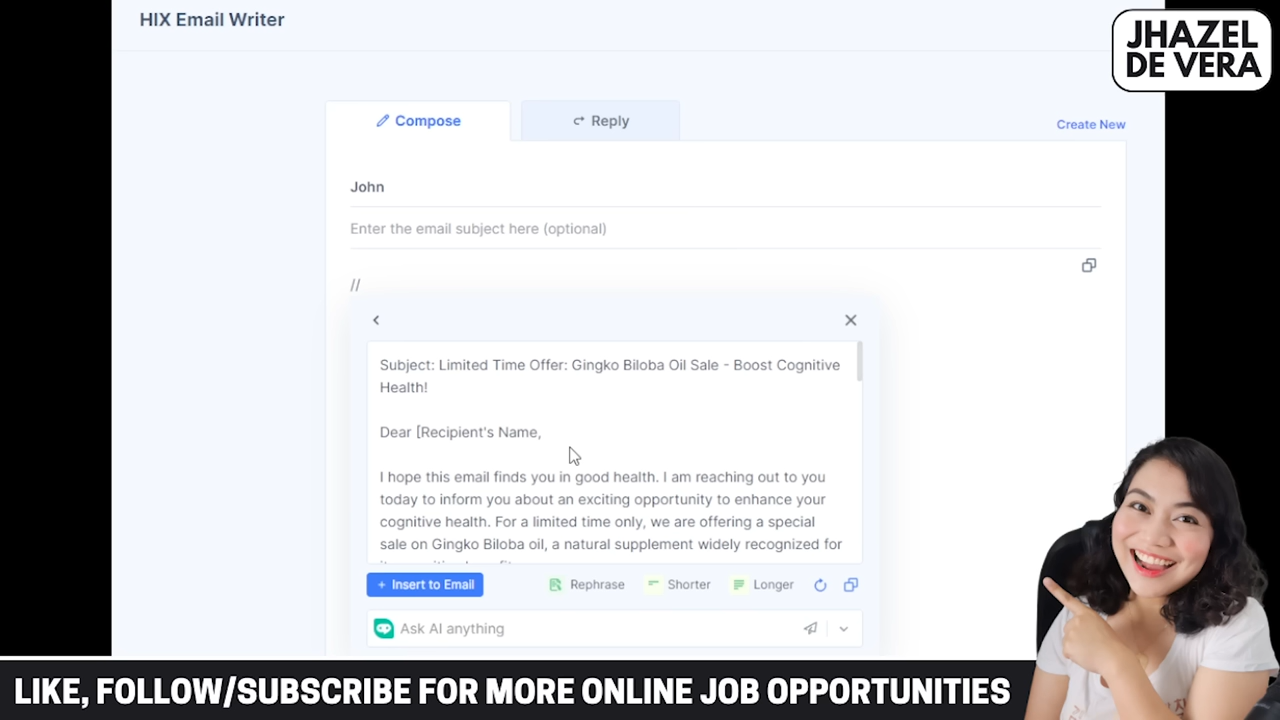 HIX Email Writer
JHAZEL
DE VERA
Compose
Reply
Create New
John
Enter the email subject here (optional)
//
Subject: Limited Time Offer: Gingko Biloba Oil Sale - Boost Cognitive
Health!
Dear [Recipient's Name,
I hope this email finds you in good health. I am reaching out to you
today to inform you about an exciting opportunity to enhance your
cognitive health. For a limited time only, we are offering a special
sale on Gingko Biloba oil, a natural supplement widely recognized for
+ Insert to Email
Rephrase
Shorter
Longer
Ask AI anything
LIKE, FOLLOW/SUBSCRIBE FOR MORE ONLINE JOB OPPORTUNITIES